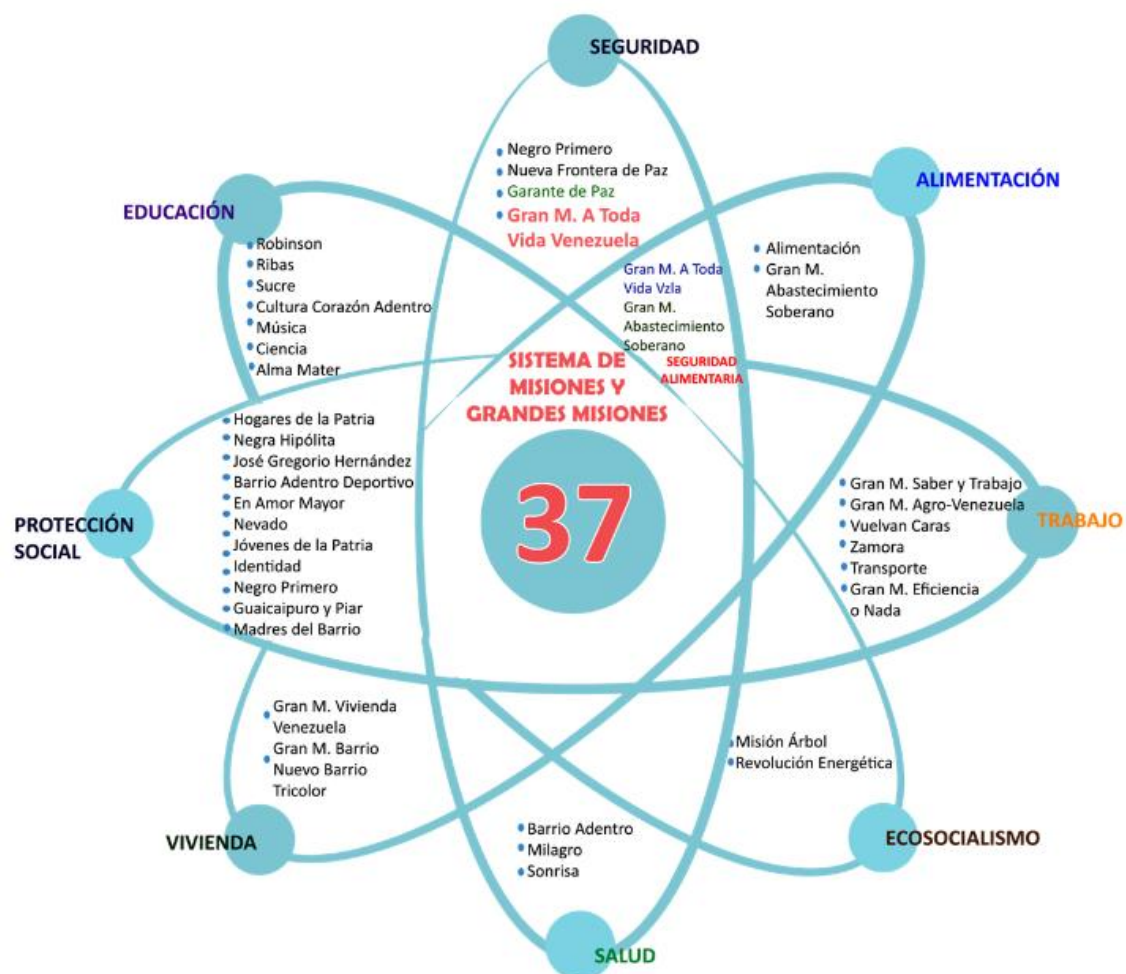 SEGURIDAD
Negro Primero
Nueva Frontera de Paz
Garante de Paz
Gran M. A Toda
Vida Venezuela
ALIMENTACIÓN
Alimentación
Gran M.
Abastecimiento
Soberano
EDUCACIÓN
Robinson
Ribas
Sucre
Cultura Corazón Adentro
Música
Ciencia
Alma Mater
Gran M. A Toda
Vida Vzla
Gran M.
Abastecimiento
Soberano
SEGURIDAD
ALIMENTARIA
SISTEMA DE
MISIONES Y
GRANDES MISIONES
37
PROTECCIÓN
SOCIAL
Hogares de la Patria
Negra Hipólita
José Gregorio Hernández
Barrio Adentro Deportivo
En Amor Mayor
Nevado
Jóvenes de la Patria
Identidad
Negro Primero
Guaicaipuro y Piar
Madres del Barrio
TRABAJO
Gran M. Saber y Trabajo
Gran M. Agro-Venezuela
Vuelvan Caras
Zamora
Transporte
Gran M. Eficiencia
o Nada
VIVIENDA
Gran M. Vivienda
Venezuela
Gran M. Barrio
Nuevo Barrio
Tricolor
Misión Árbol
Revolución Energética
ECOSOCIALISMO
Barrio Adentro
Milagro
Sonrisa
SALUD